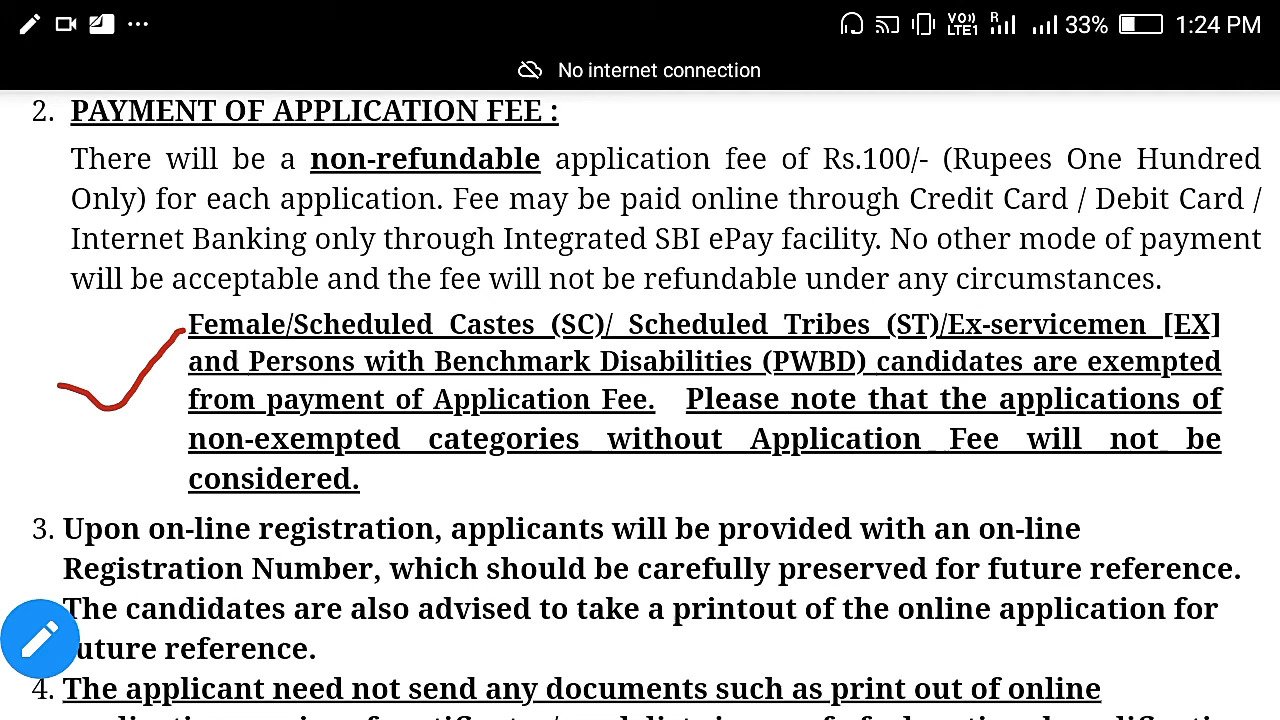 VO)) LTE1 R 33% 1:24 PM
No internet connection
2. PAYMENT OF APPLICATION FEE :
There will be a non-refundable application fee of Rs.100/- (Rupees One Hundred
Only) for each application. Fee may be paid online through Credit Card / Debit Card /
Internet Banking only through Integrated SBI ePay facility. No other mode of payment
will be acceptable and the fee will not be refundable under any circumstances.
Female/Scheduled Castes (SC)/ Scheduled Tribes (ST)/Ex-servicemen [EX]
and Persons with Benchmark Disabilities (PWBD) candidates are exempted
from payment of Application Fee. Please note that the applications of
non-exempted categories without Application Fee will not be
considered.
3. Upon on-line registration, applicants will be provided with an on-line
Registration Number, which should be carefully preserved for future reference.
The candidates are also advised to take a printout of the online application for
uture reference.
4. The applicant need not send any documents such as print out of online